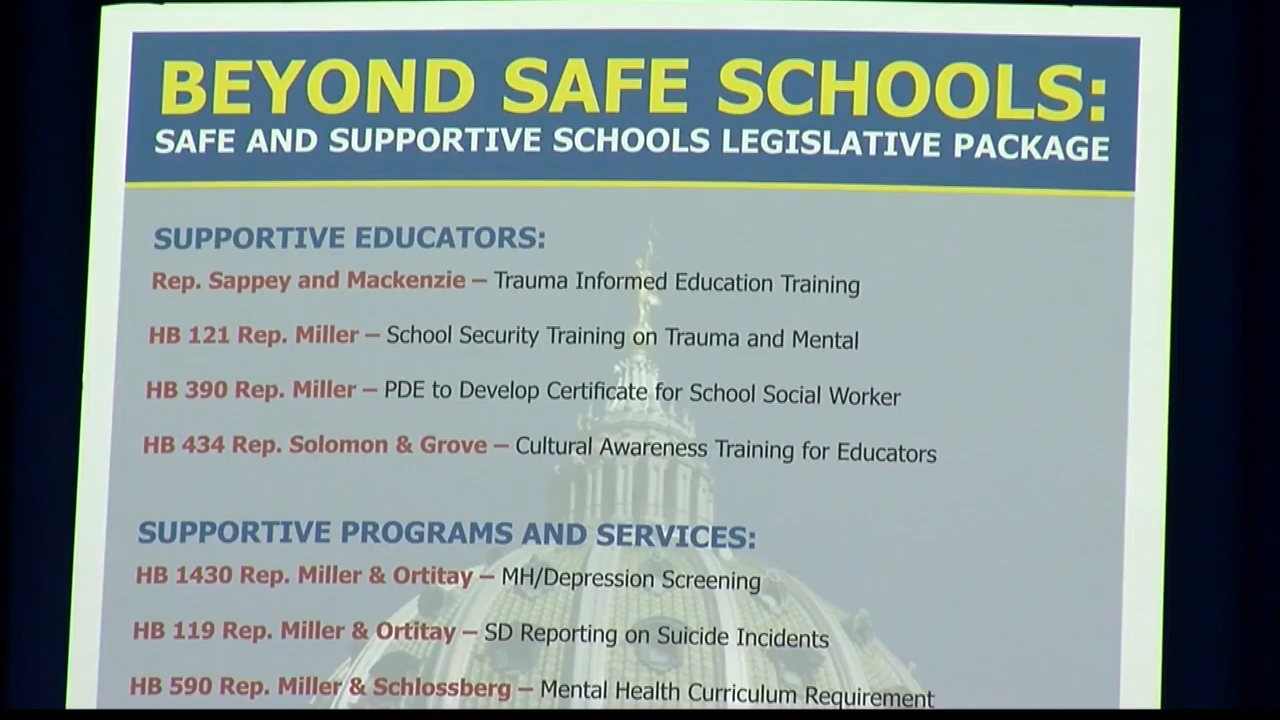 BEYOND SAFE SCHOOLS:
SAFE AND SUPPORTIVE SCHOOLS LEGISLATIVE PACKAGE
SUPPORTIVE EDUCATORS:
Rep. Sappey and Mackenzie – Trauma Informed Education Training
HB 121 Rep. Miller – School Security Training on Trauma and Mental
HB 390 Rep. Miller – PDE to Develop Certificate for School Social Worker
HB 434 Rep. Solomon & Grove – Cultural Awareness Training for Educators
SUPPORTIVE PROGRAMS AND SERVICES:
HB 1430 Rep. Miller & Ortitay – MH/Depression Screening
HB 119 Rep. Miller & Ortitay – SD Reporting on Suicide Incidents
HB 590 Rep. Miller & Schlossberg – Mental Health Curriculum Requirement